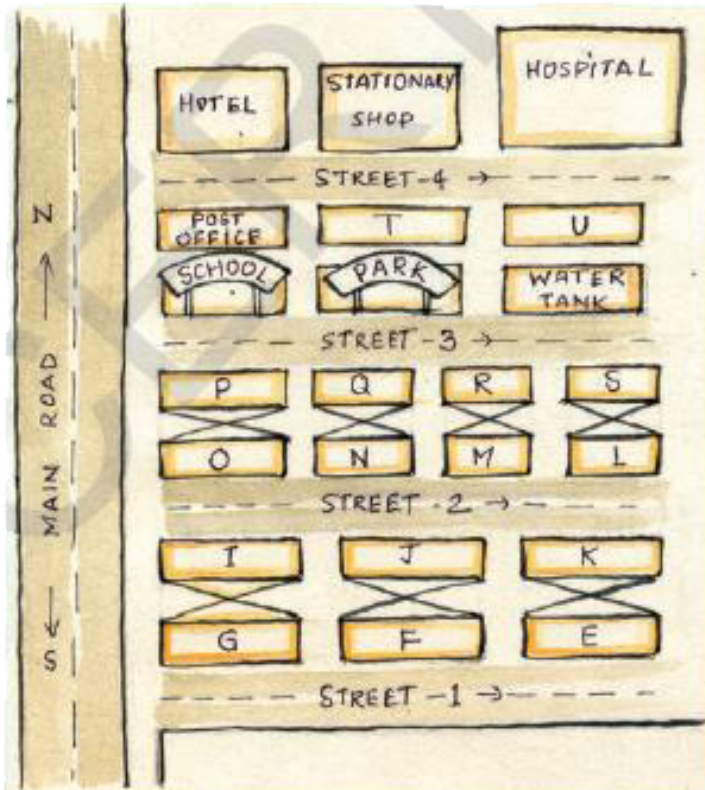 HOTEL
STATIONARY
SHOP
HOSPITAL
STREET-4 →
POST
OFFICE
T
U
SCHOOL
PARK
WATER
TANK
STREET-3 →
P
Q
R
S
O
N
M
L
STREET-2 →
I
J
K
G
F
E
STREET-1 →
S ← MAIN ROAD → N